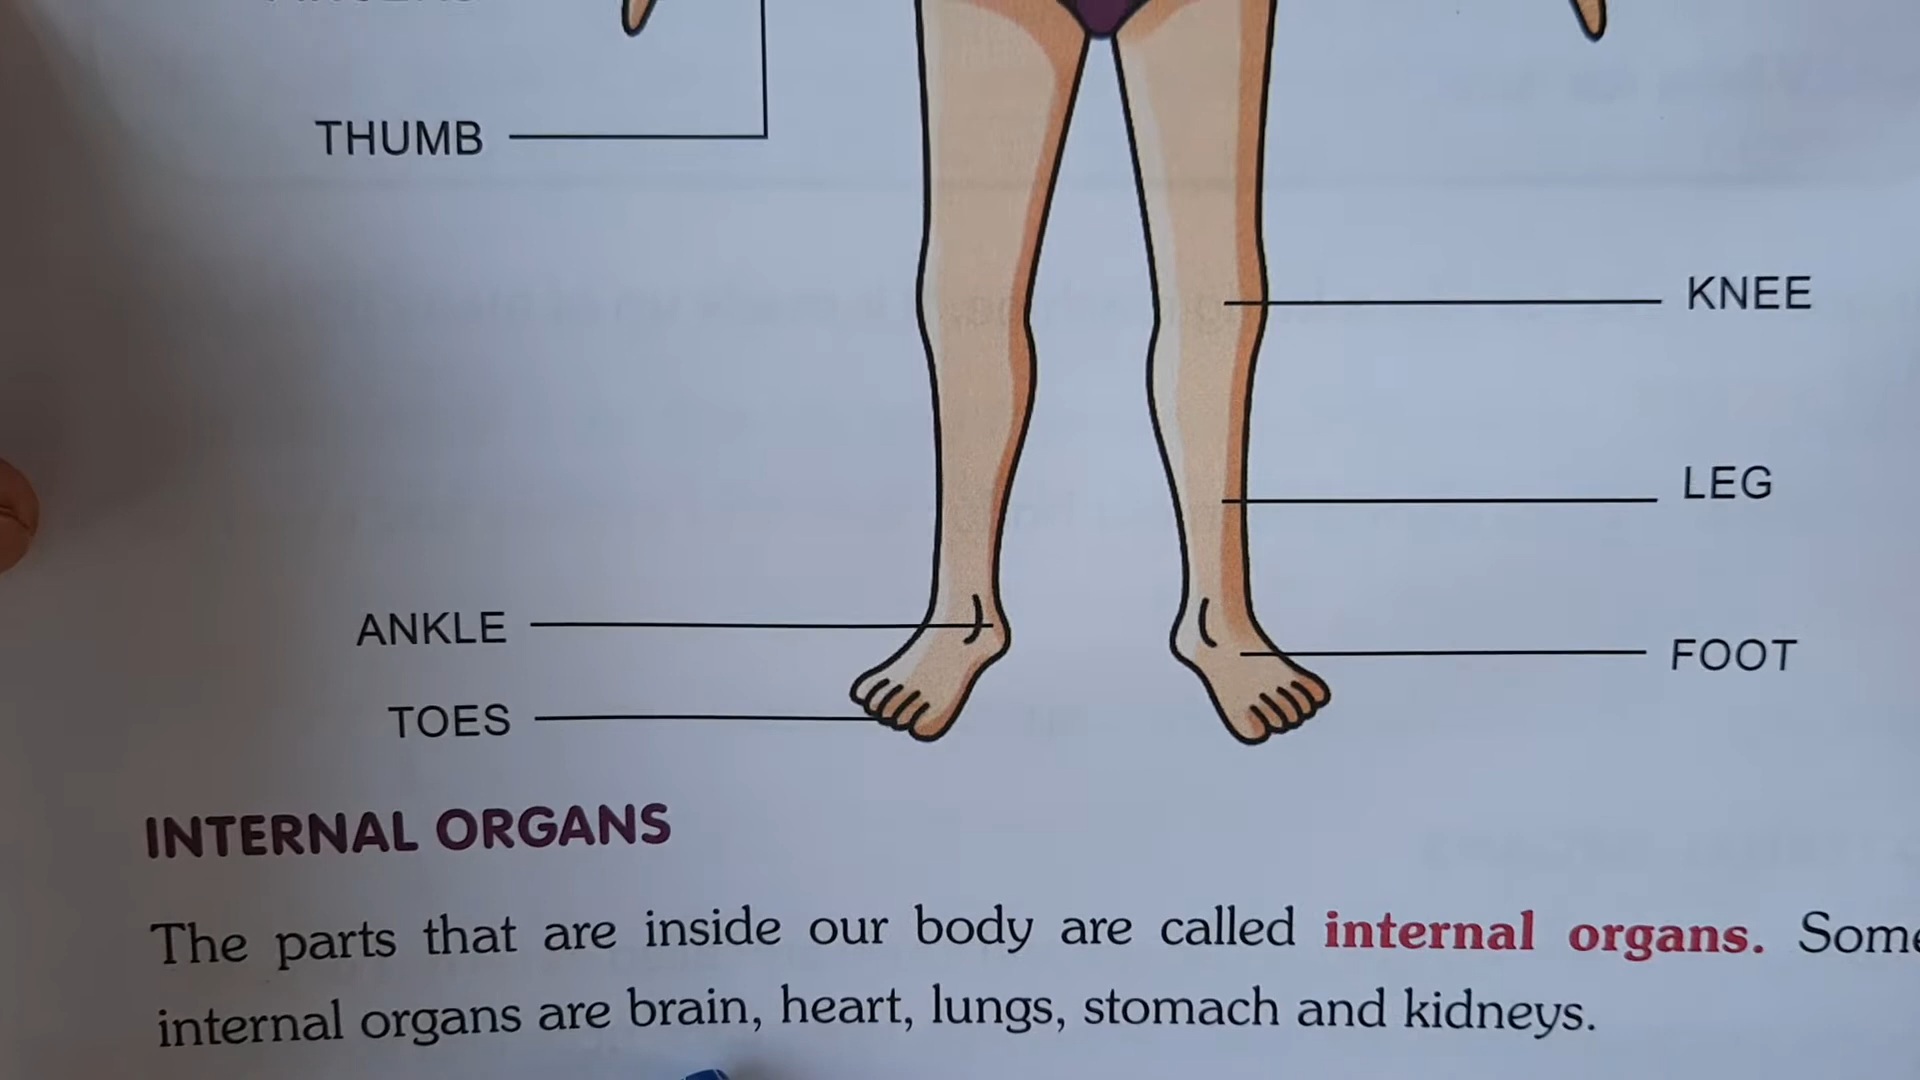 THUMB
KNEE
LEG
ANKLE
FOOT
TOES
INTERNAL ORGANS
The parts that are inside our body are called internal organs. Some
internal organs are brain, heart, lungs, stomach and kidneys.